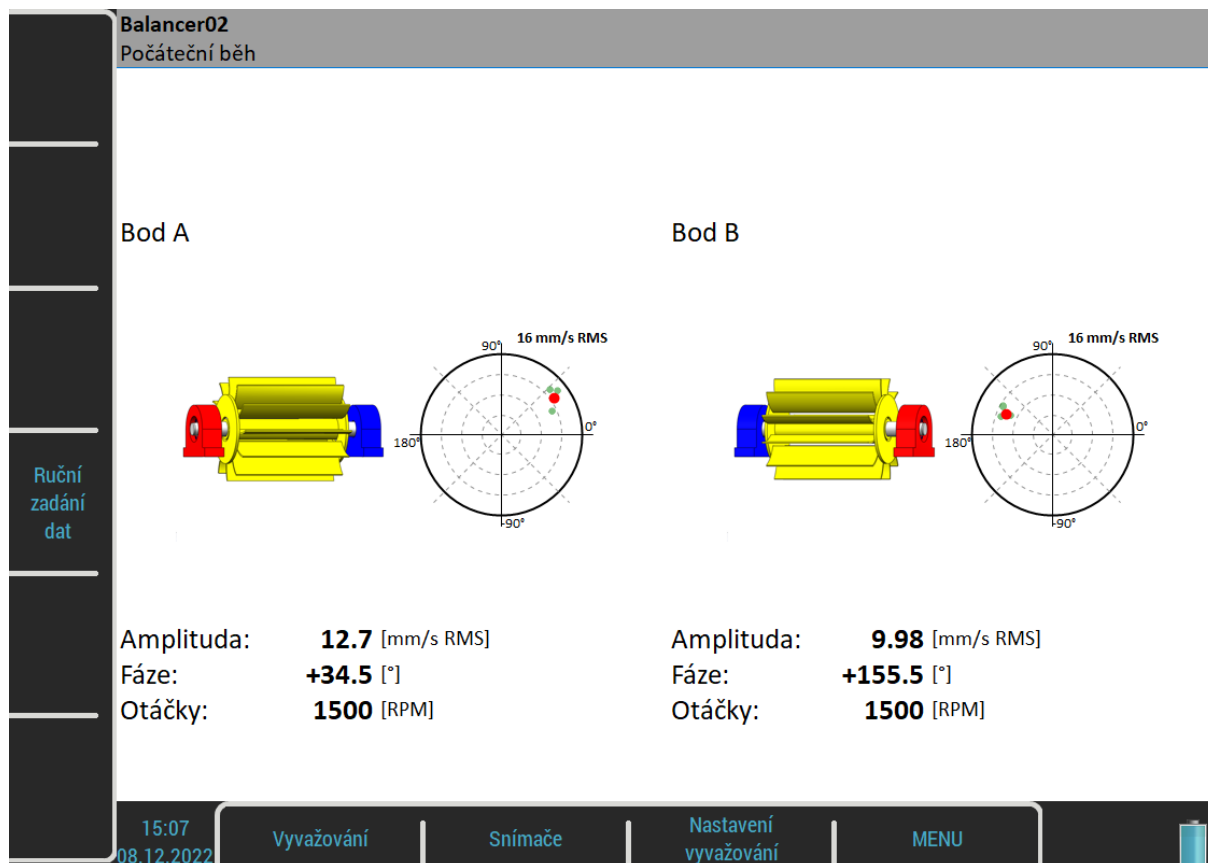 Balancer02
Počáteční běh
Bod A
Bod B
90°
16 mm/s RMS
180°
0°
-90°
90°
16 mm/s RMS
180°
0°
-90°
Ruční
zadání
dat
Amplituda: 12.7 [mm/s RMS]
Fáze: +34.5 [°]
Otáčky: 1500 [RPM]
Amplituda: 9.98 [mm/s RMS]
Fáze: +155.5 [°]
Otáčky: 1500 [RPM]
15:07
08.12.2022
Vyvažování
Snímače
Nastavení
vyvažování
MENU